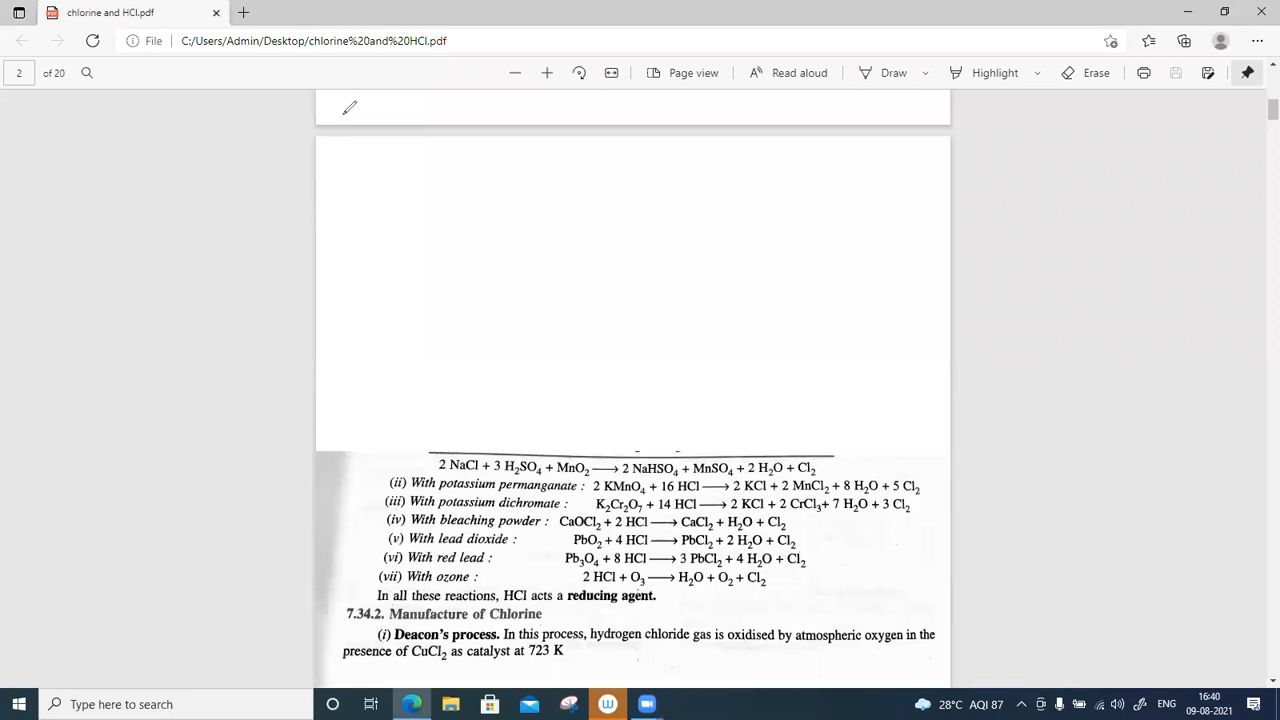 chlorine and HCl.pdf
File C:/Users/Admin/Desktop/chlorine%20and%20HCl.pdf
2 of 20 Page view Read aloud Draw Highlight Erase
2 NaCl + 3 H₂SO₄ + MnO₂ ⟶ 2 NaHSO₄ + MnSO₄ + 2 H₂O + Cl₂
(ii) With potassium permanganate : 2 KMnO₄ + 16 HCl ⟶ 2 KCl + 2 MnCl₂ + 8 H₂O + 5 Cl₂
(iii) With potassium dichromate : K₂Cr₂O₇ + 14 HCl ⟶ 2 KCl + 2 CrCl₃ + 7 H₂O + 3 Cl₂
(iv) With bleaching powder : CaOCl₂ + 2 HCl ⟶ CaCl₂ + H₂O + Cl₂
(v) With lead dioxide : PbO₂ + 4 HCl ⟶ PbCl₂ + 2 H₂O + Cl₂
(vi) With red lead : Pb₃O₄ + 8 HCl ⟶ 3 PbCl₂ + 4 H₂O + Cl₂
(vii) With ozone : 2 HCl + O₃ ⟶ H₂O + O₂ + Cl₂
In all these reactions, HCl acts a reducing agent.
7.34.2. Manufacture of Chlorine
(i) Deacon's process. In this process, hydrogen chloride gas is oxidised by atmospheric oxygen in the
presence of CuCl₂ as catalyst at 723 K
Type here to search 28°C AQI 87 ENG 16:40
09-08-2021